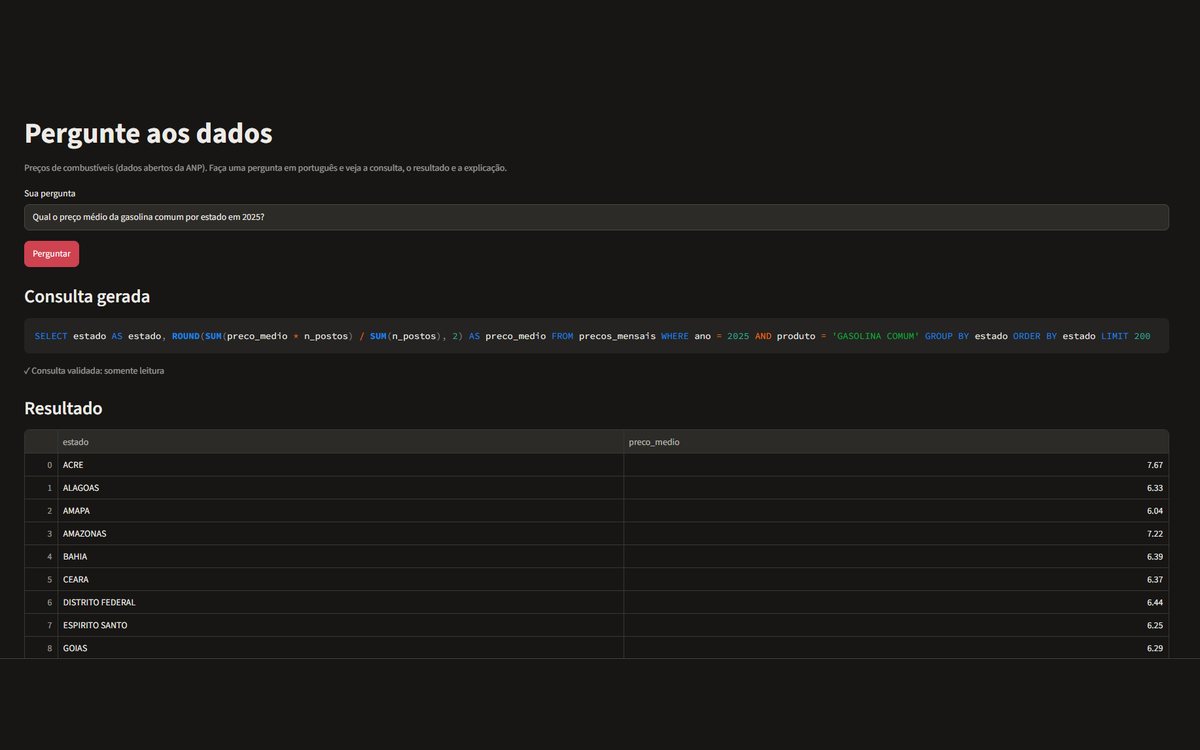 Pergunte aos dados
Preços de combustíveis (dados abertos da ANP). Faça uma pergunta em português e veja a consulta, o resultado e a explicação.
Sua pergunta
Qual o preço médio da gasolina comum por estado em 2025?
Perguntar
Consulta gerada
SELECT estado AS estado, ROUND(SUM(preco_medio * n_postos) / SUM(n_postos), 2) AS preco_medio FROM precos_mensais WHERE ano = 2025 AND produto = 'GASOLINA COMUM' GROUP BY estado ORDER BY estado LIMIT 200
✓ Consulta validada: somente leitura
Resultado
estado preco_medio
0 ACRE 7.67
1 ALAGOAS 6.33
2 AMAPA 6.04
3 AMAZONAS 7.22
4 BAHIA 6.39
5 CEARA 6.37
6 DISTRITO FEDERAL 6.44
7 ESPIRITO SANTO 6.25
8 GOIAS 6.29